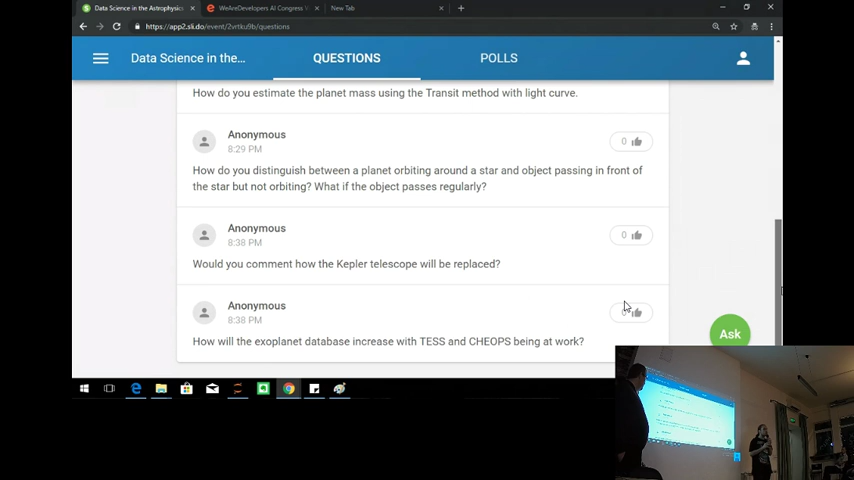 Data Science in the Astrophysic
WeAreDevelopers AI Congress V
New Tab
https://app2.sli.do/event/2vrtku9b/questions
Data Science in the...
QUESTIONS
POLLS
How do you estimate the planet mass using the Transit method with light curve.
Anonymous
8:29 PM
0
How do you distinguish between a planet orbiting around a star and object passing in front of
the star but not orbiting? What if the object passes regularly?
Anonymous
8:38 PM
0
Would you comment how the Kepler telescope will be replaced?
Anonymous
8:38 PM
How will the exoplanet database increase with TESS and CHEOPS being at work?
Ask